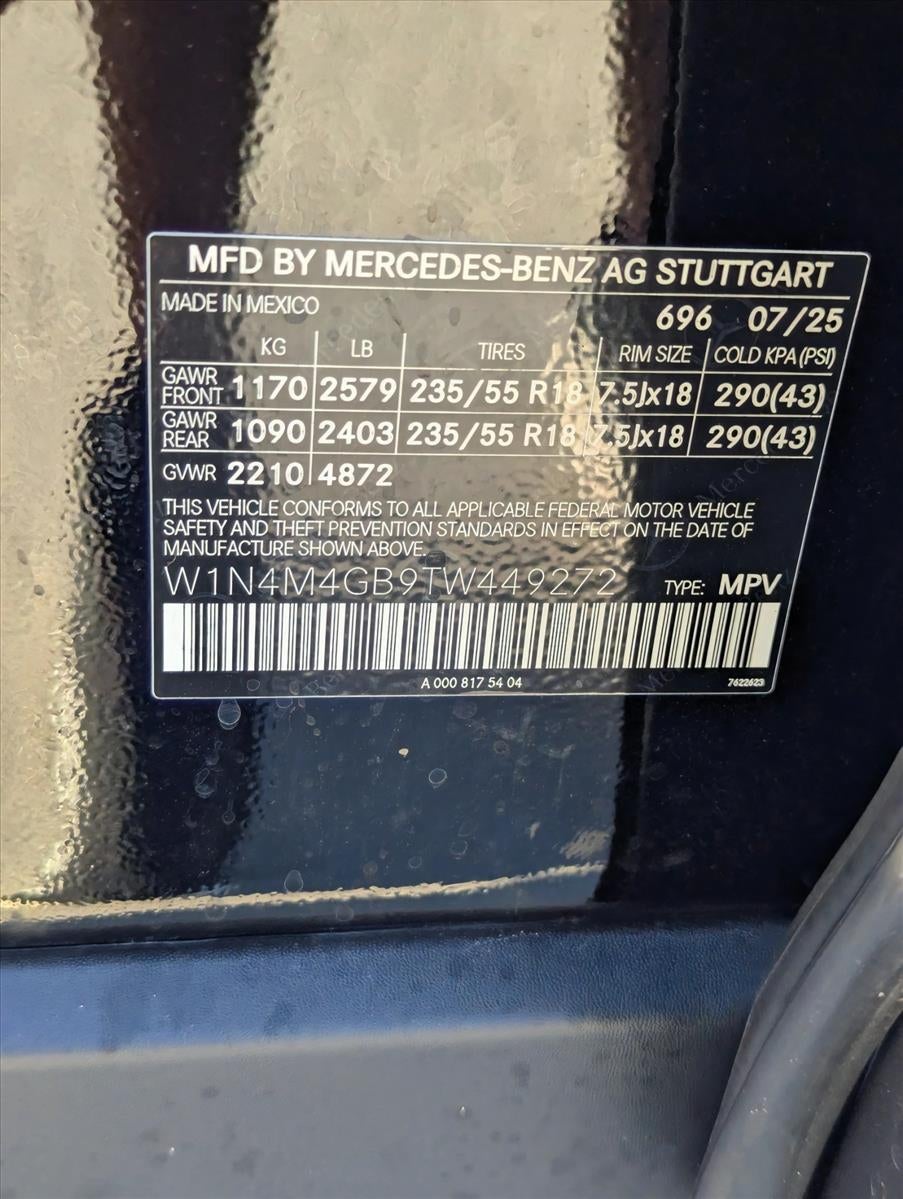 MFD BY MERCEDES-BENZ AG STUTTGART
MADE IN MEXICO 696 07/25
KG LB TIRES RIM SIZE COLD KPA (PSI)
GAWR FRONT 1170 2579 235/55 R18 7.5Jx18 290(43)
GAWR REAR 1090 2403 235/55 R18 7.5Jx18 290(43)
GVWR 2210 4872
THIS VEHICLE CONFORMS TO ALL APPLICABLE FEDERAL MOTOR VEHICLE
SAFETY AND THEFT PREVENTION STANDARDS IN EFFECT ON THE DATE OF
MANUFACTURE SHOWN ABOVE.
W1N4M4GB9TW449272 TYPE: MPV
A 000 817 54 04 7622623